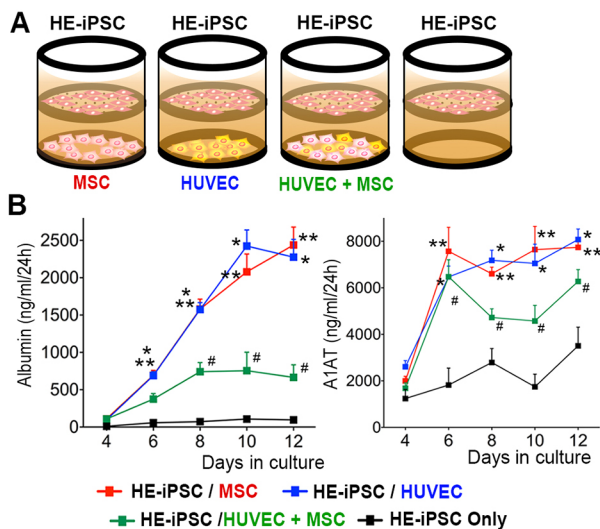 A
HE-iPSC HE-iPSC HE-iPSC HE-iPSC
MSC HUVEC HUVEC + MSC
B
Albumin (ng/ml/24h)
2500
2000
1500
1000
500
0
4 6 8 10 12
Days in culture
*
**
*
**
*
**
**
*
#
#
#
A1AT (ng/ml/24h)
8000
6000
4000
2000
0
4 6 8 10 12
Days in culture
**
*
*
**
**
*
*
**
#
#
#
#
HE-iPSC / MSC HE-iPSC / HUVEC
HE-iPSC /HUVEC + MSC HE-iPSC Only